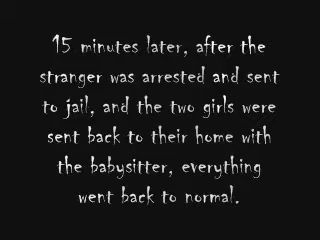 15 minutes later, after the
stranger was arrested and sent
to jail, and the two girls were
sent back to their home with
the babysitter, everything
went back to normal.